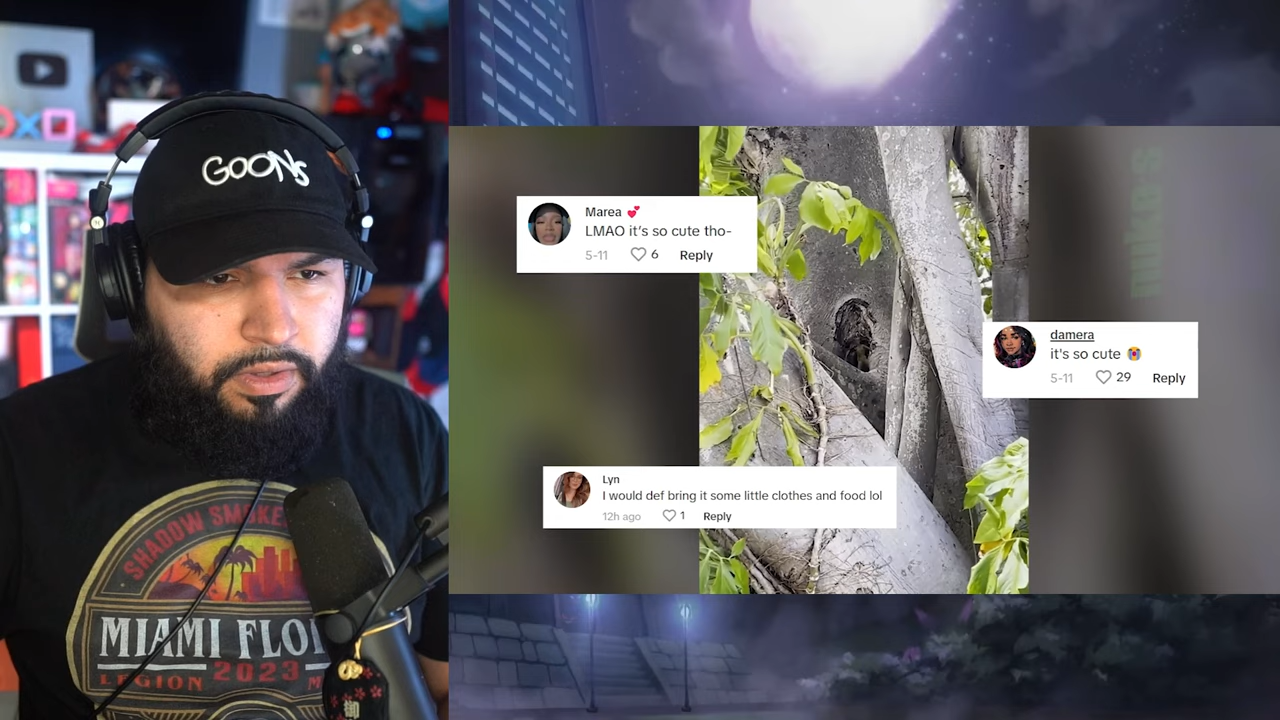 GOONs
SHADOW SMOKE
MIAMI FLO
LEGION 2023 M
Marea 💕
LMAO it's so cute tho-
5-11 6 Reply
damera
it's so cute 😭
5-11 29 Reply
Lyn
I would def bring it some little clothes and food lol
12h ago 1 Reply